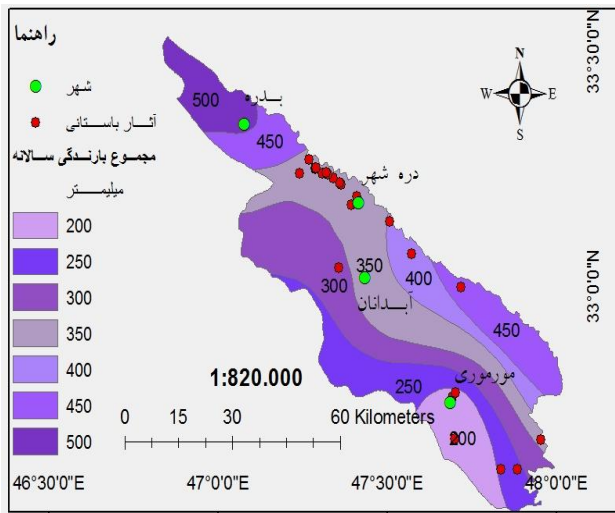 راهنما
شهر
آثار باستانی
مجموع بارندگی سالانه
میلیمتر
200
250
300
350
400
450
500
N
W E
S
500
بدره
450
دره شهر
350
300
400
آبدانان
450
250
مورموری
200
1:820.000
0 15 30 60 Kilometers
46°30'0"E 47°0'0"E 47°30'0"E 48°0'0"E
33°30'0"N
33°0'0"N